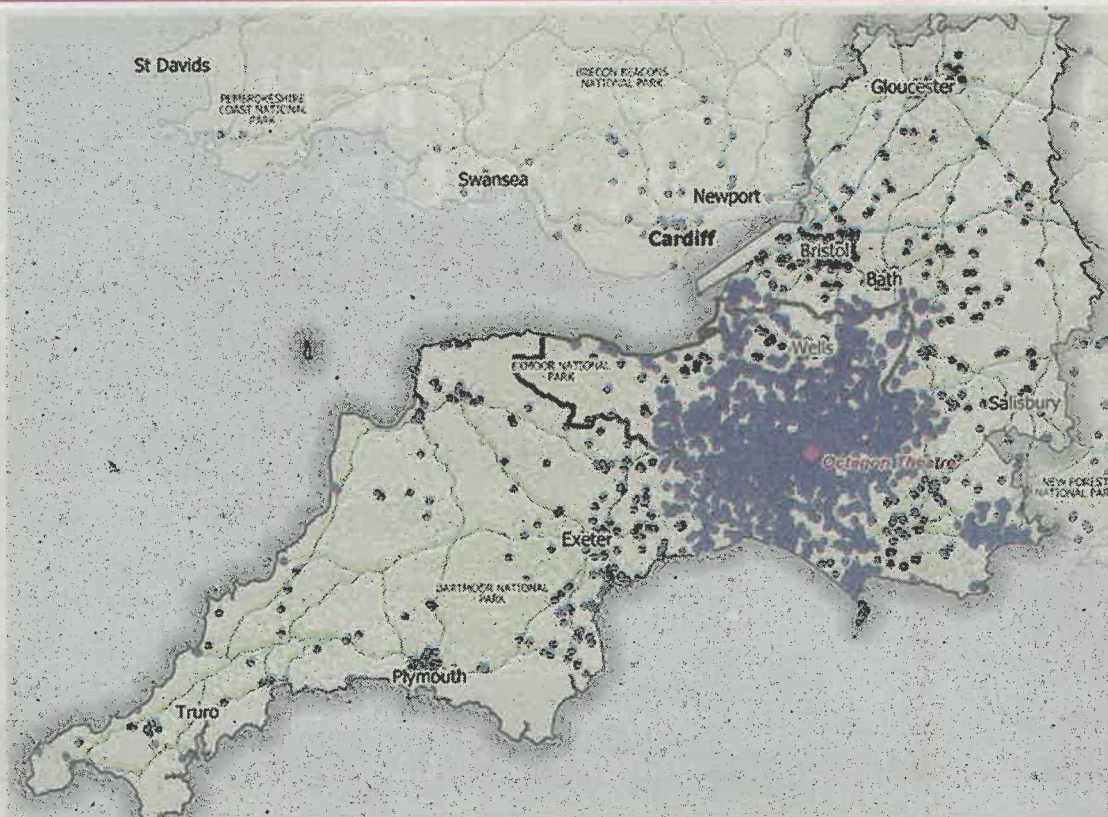 St Davids
PEMBROKESHIRE
COAST NATIONAL
PARK
BRECON BEACONS
NATIONAL PARK
Gloucester
Swansea
Newport
Cardiff
Bristol
Bath
Wells
EXMOOR NATIONAL
PARK
Salisbury
Octagon Theatre
NEW FOREST
NATIONAL PARK
Exeter
DARTMOOR NATIONAL
PARK
Plymouth
Truro